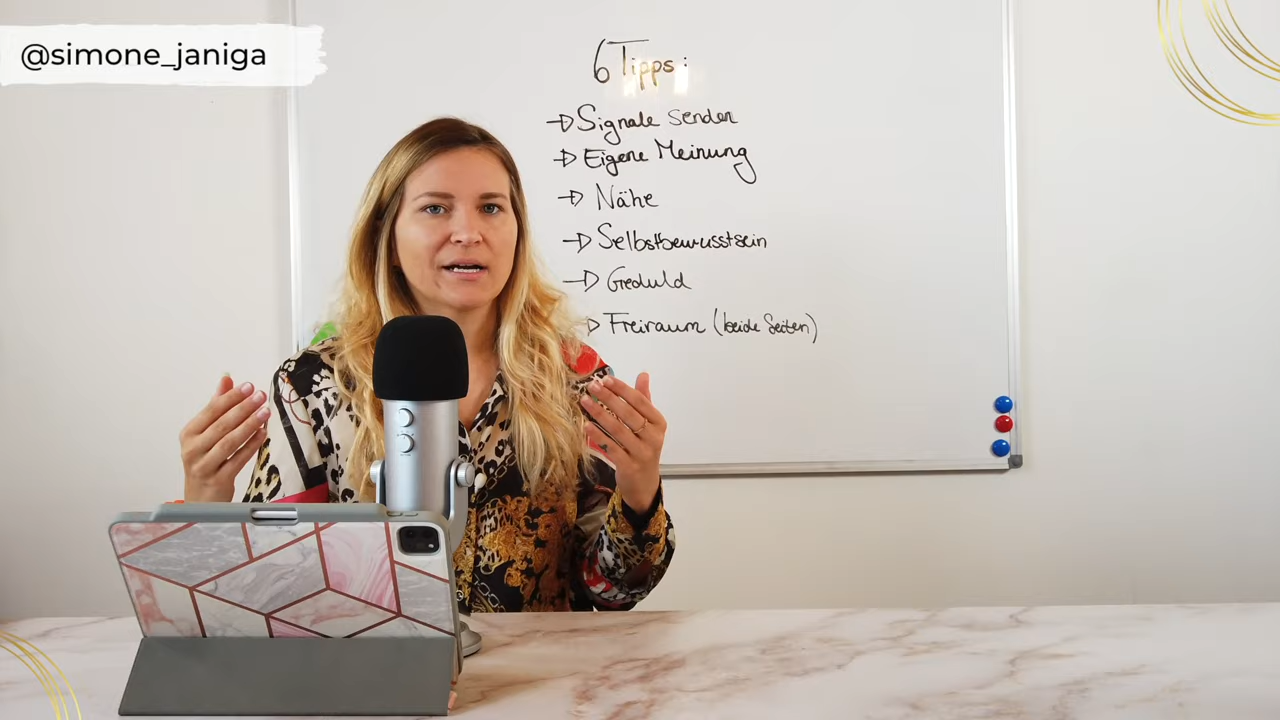 @simone_janiga
6 Tipps:
→ Signale senden
→ Eigene Meinung
→ Nähe
→ Selbstbewusstsein
→ Geduld
→ Freiraum (beide Seiten)